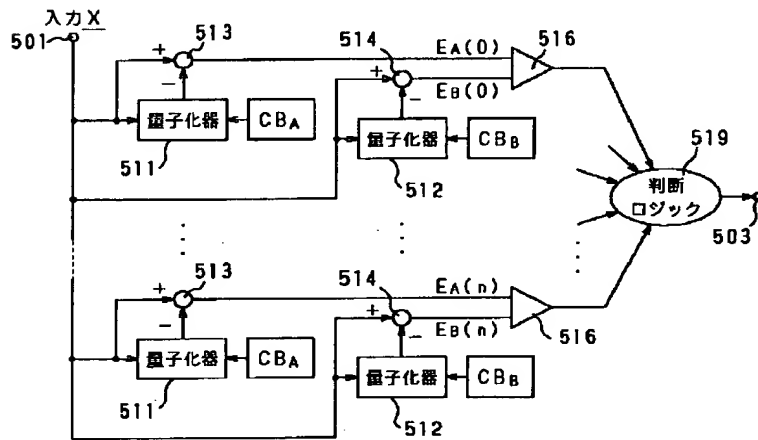 入力 X
501
513
+
−
514
EA(0)
516
+
−
EB(0)
量子化器
CBA
511
量子化器
CBB
512
519
判断
ロジック
503
513
+
−
514
EA(n)
+
−
EB(n)
516
量子化器
CBA
511
量子化器
CBB
512